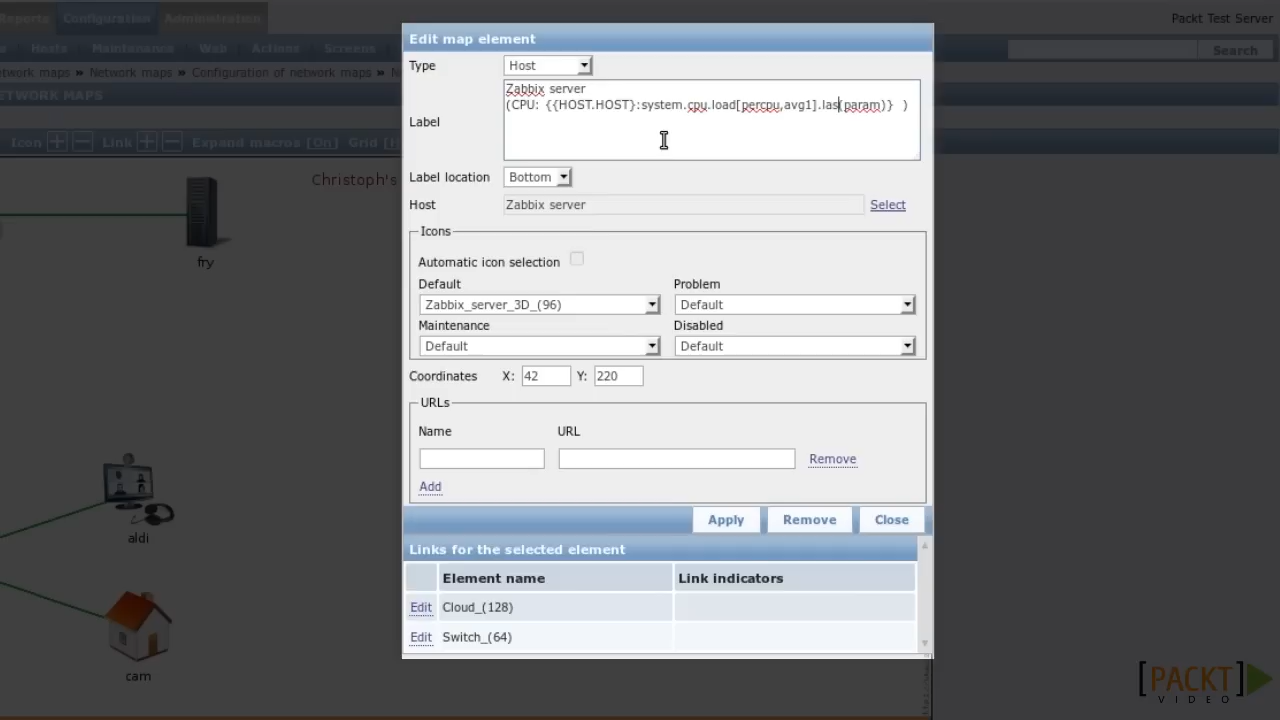 Reports Configuration Administration
Packt Test Server
Hosts Maintenance Web Actions Screens
Search
Network maps » Configuration of network maps »
NETWORK MAPS
Icon Link Expand macros [On] Grid
Christoph's
fry
aldi
cam
Edit map element
Type Host
Label Zabbix server
(CPU: {{HOST.HOST}:system.cpu.load[percpu,avg1].las(param)} )
Label location Bottom
Host Zabbix server Select
Icons
Automatic icon selection
Default Problem
Zabbix_server_3D_(96) Default
Maintenance Disabled
Default Default
Coordinates X: 42 Y: 220
URLs
Name URL
Remove
Add
Apply Remove Close
Links for the selected element
Element name Link indicators
Edit Cloud_(128)
Edit Switch_(64)
[PACKT]
VIDEO